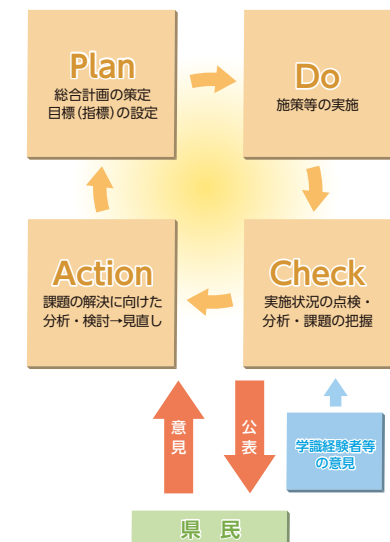 Plan
総合計画の策定
目標(指標)の設定
Do
施策等の実施
Action
課題の解決に向けた
分析・検討→見直し
Check
実施状況の点検・
分析・課題の把握
意見
公表
学識経験者等
の意見
県 民